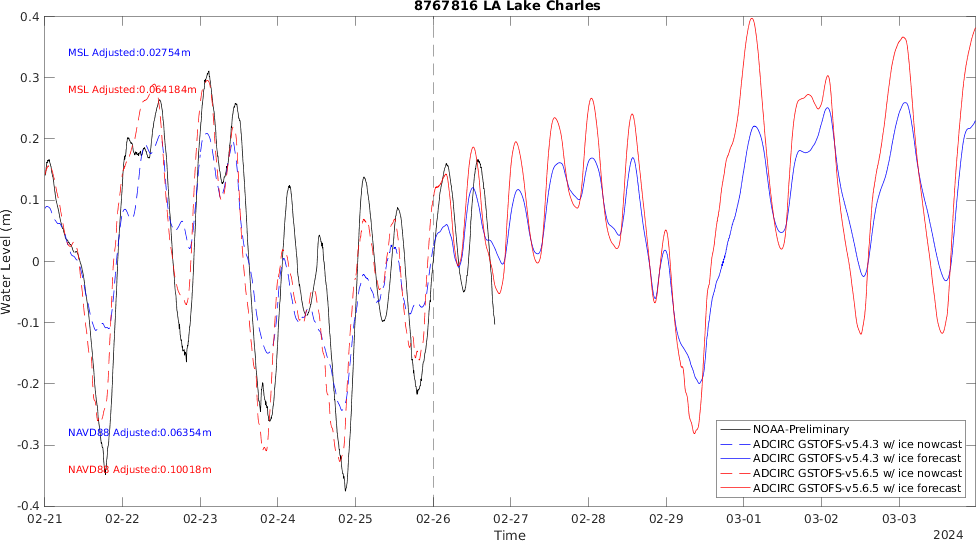 8767816 LA Lake Charles
0.4
MSL Adjusted:0.02754m
0.3
MSL Adjusted:0.064184m
0.2
0.1
0
Water Level (m)
-0.1
-0.2
-0.3
-0.4
NAVD88 Adjusted:0.06354m
NAVD88 Adjusted:0.10018m
NOAA-Preliminary
ADCIRC GSTOFS-v5.4.3 w/ ice nowcast
ADCIRC GSTOFS-v5.4.3 w/ ice forecast
ADCIRC GSTOFS-v5.6.5 w/ ice nowcast
ADCIRC GSTOFS-v5.6.5 w/ ice forecast
02-21 02-22 02-23 02-24 02-25 02-26 02-27 02-28 02-29 03-01 03-02 03-03
Time
2024